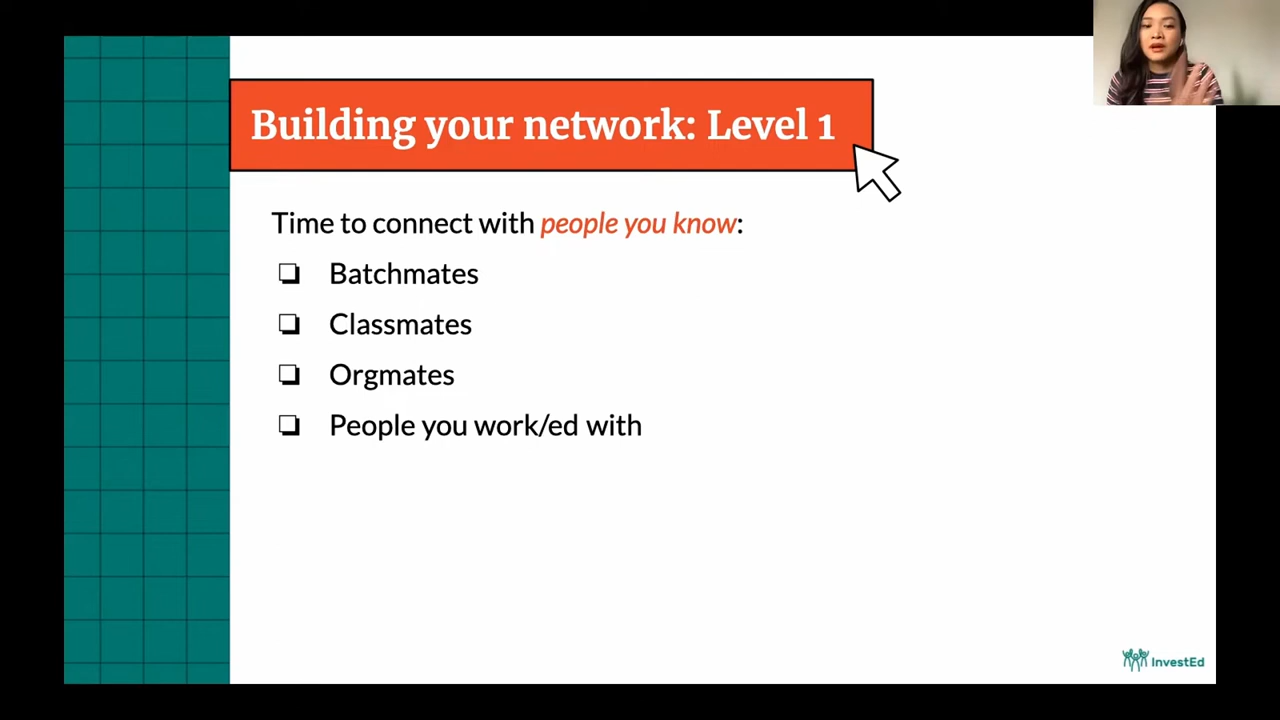 Building your network: Level 1
Time to connect with people you know:
❏ Batchmates
❏ Classmates
❏ Orgmates
❏ People you work/ed with
InvestEd